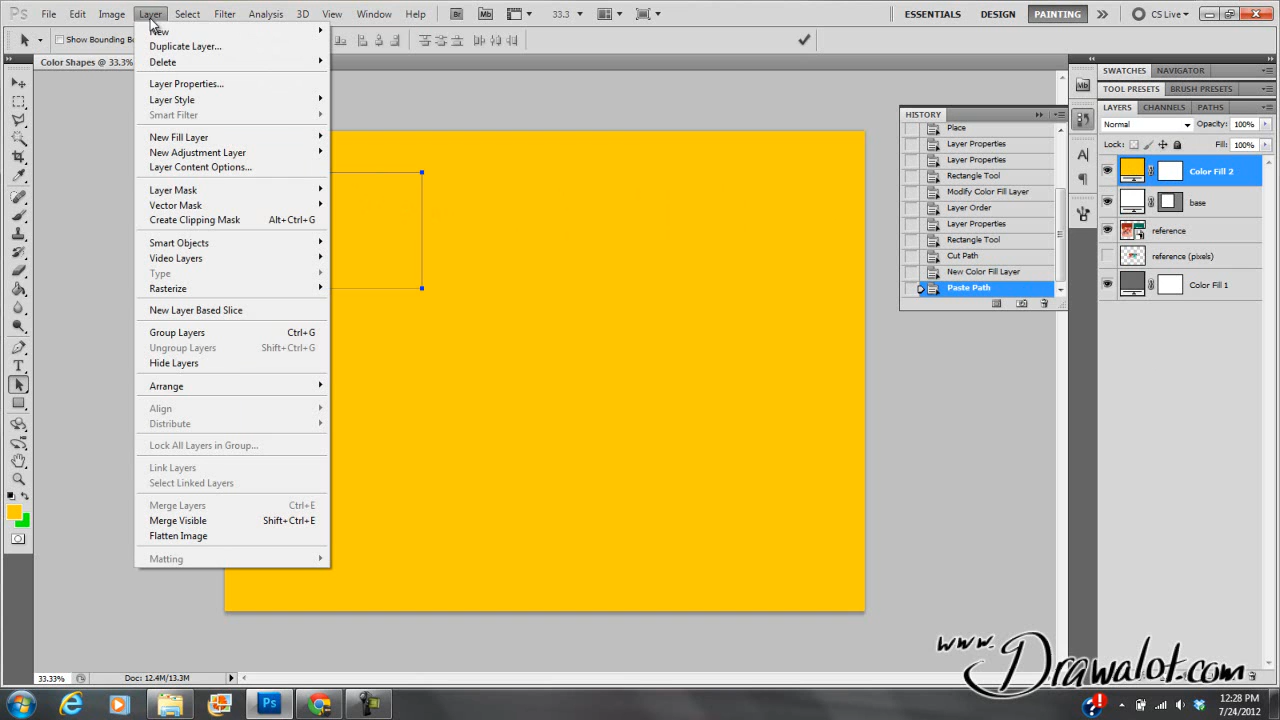 Ps File Edit Image Layer Select Filter Analysis 3D View Window Help Br Mb 33.3 ESSENTIALS DESIGN PAINTING CS Live
Show Bounding Bo
Color Shapes @ 33.3%
New
Duplicate Layer...
Delete
Layer Properties...
Layer Style
Smart Filter
New Fill Layer
New Adjustment Layer
Layer Content Options...
Layer Mask
Vector Mask
Create Clipping Mask Alt+Ctrl+G
Smart Objects
Video Layers
Type
Rasterize
New Layer Based Slice
Group Layers Ctrl+G
Ungroup Layers Shift+Ctrl+G
Hide Layers
Arrange
Align
Distribute
Lock All Layers in Group...
Link Layers
Select Linked Layers
Merge Layers Ctrl+E
Merge Visible Shift+Ctrl+E
Flatten Image
Matting
HISTORY
Place
Layer Properties
Layer Properties
Rectangle Tool
Modify Color Fill Layer
Layer Order
Layer Properties
Rectangle Tool
Cut Path
New Color Fill Layer
Paste Path
SWATCHES NAVIGATOR
TOOL PRESETS BRUSH PRESETS
LAYERS CHANNELS PATHS
Normal Opacity: 100%
Lock: Fill: 100%
Color Fill 2
base
reference
reference (pixels)
Color Fill 1
33.33% Doc: 12.4M/13.3M
www.
Drawalot.com
12:28 PM
7/24/2012